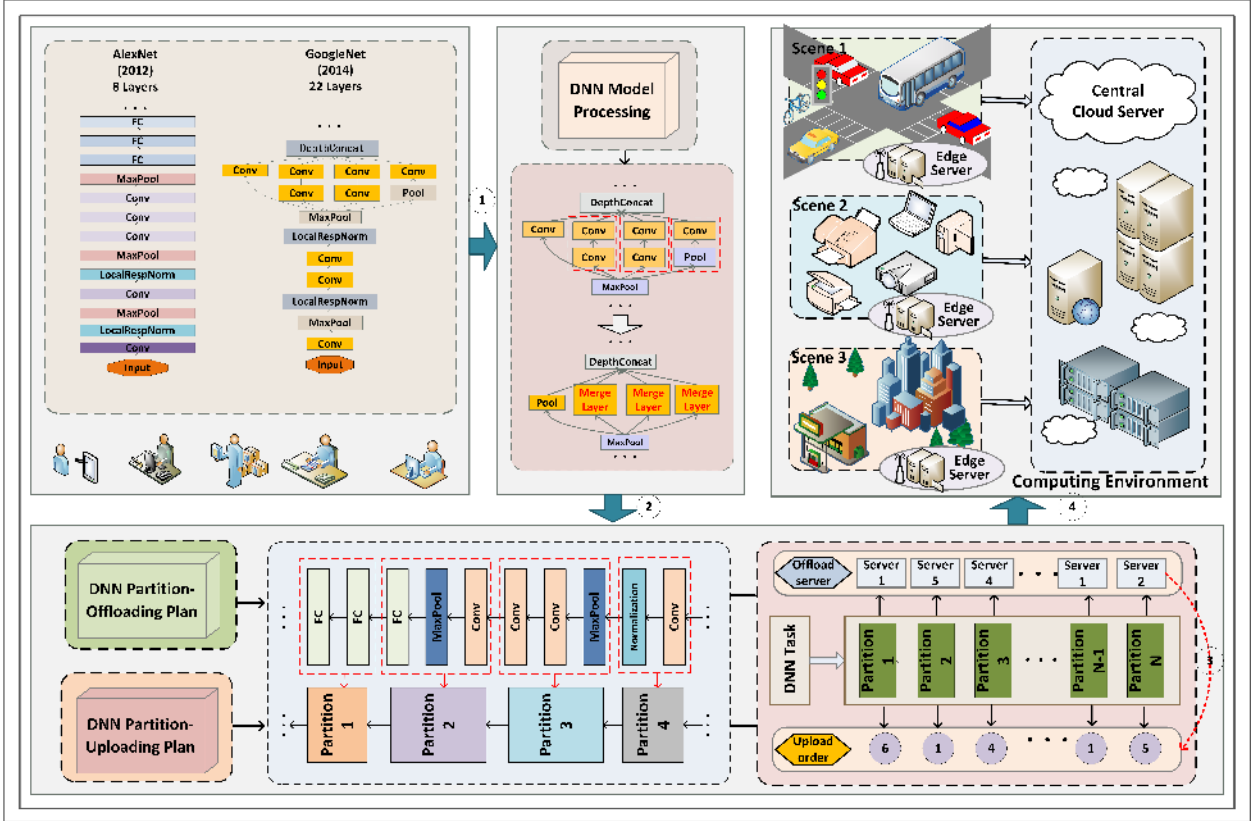 AlexNet
(2012)
8 Layers
. . .
FC
FC
FC
MaxPool
Conv
Conv
Conv
MaxPool
LocalRespNorm
Conv
MaxPool
LocalRespNorm
Conv
Input
GoogleNet
(2014)
22 Layers
. . .
DepthConcat
Conv Conv Conv Conv
Conv Conv Pool
MaxPool
LocalRespNorm
Conv
Conv
LocalRespNorm
MaxPool
Conv
Input
1
DNN Model
Processing
. . .
DepthConcat
Conv Conv Conv Conv
Conv Conv Pool
MaxPool
. . .
. . .
DepthConcat
Pool Merge Layer Merge Layer Merge Layer
MaxPool
. . .
2
Scene 1
Edge
Server
Scene 2
Edge
Server
Scene 3
Edge
Server
Central
Cloud Server
Computing Environment
4
DNN Partition-
Offloading Plan
DNN Partition-
Uploading Plan
. . .
FC
FC
FC
MaxPool
Conv
Conv
Conv
MaxPool
Normalization
Conv
. . .
. . .
Partition 1
Partition 2
Partition 3
Partition 4
. . .
Offload
server
Server 1
Server 5
Server 4
. . .
Server 1
Server 2
DNN Task
Partition 1
Partition 2
Partition 3
. . .
Partition N-1
Partition N
3
Upload
order
6 1 4 . . . 1 5